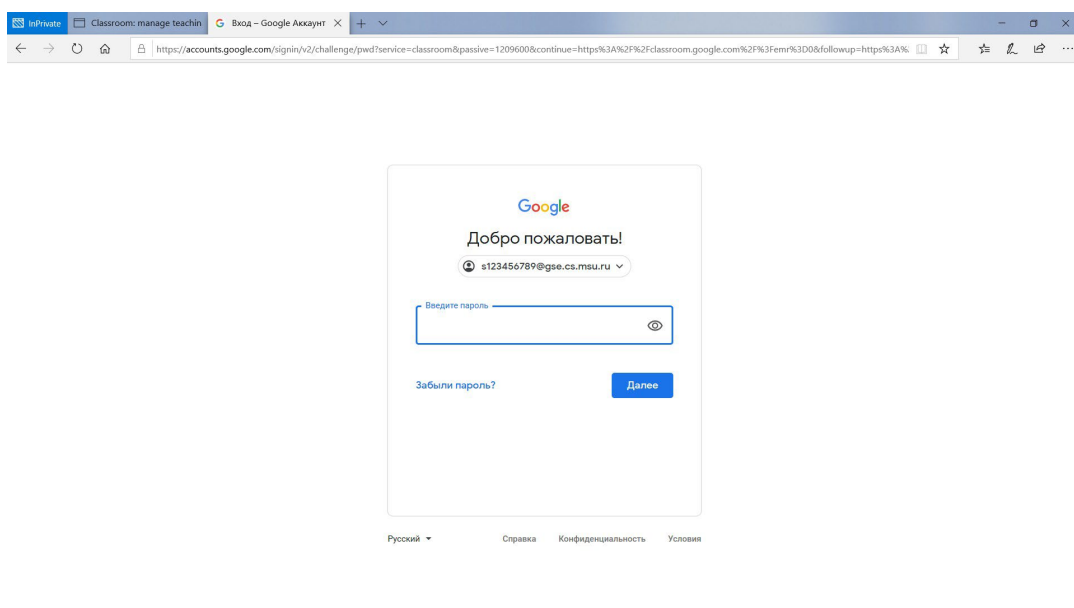 InPrivate Classroom: manage teachin Вход – Google Аккаунт
https://accounts.google.com/signin/v2/challenge/pwd?service=classroom&passive=1209600&continue=https%3A%2F%2Fclassroom.google.com%2F%3Femr%3D0&followup=https%3A%
Google
Добро пожаловать!
s123456789@gse.cs.msu.ru
Введите пароль
Забыли пароль? Далее
Русский Справка Конфиденциальность Условия